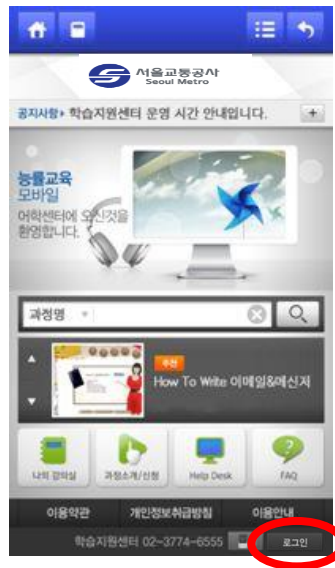 서울교통공사
Seoul Metro
공지사항▸ 학습지원센터 운영 시간 안내입니다.
+
능률교육
모바일
어학센터에 오신것을
환영합니다.
과정명
추천
How To Write 이메일&메신저
나의 강의실
과정소개/신청
Help Desk
FAQ
이용약관
개인정보취급방침
이용안내
학습지원센터 02-3774-6555
로그인